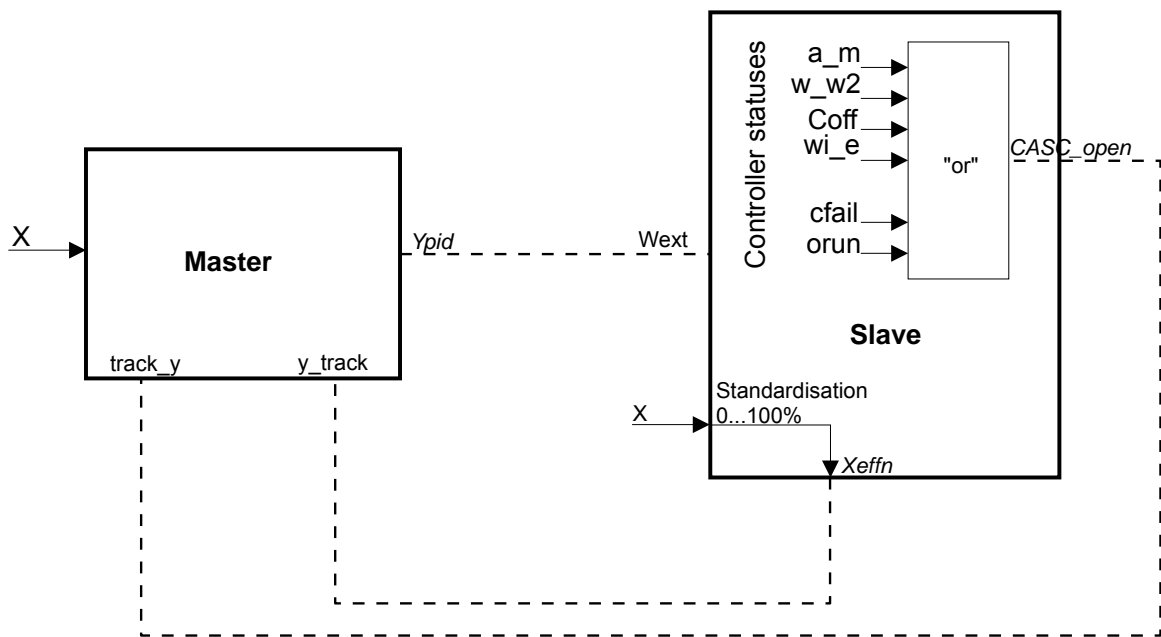 Controller statuses
a_m
w_w2
Coff
wi_e
cfail
orun
"or"
CASC_open
X
Master
Ypid
Wext
track_y
y_track
Slave
X
Standardisation
0...100%
Xeffn